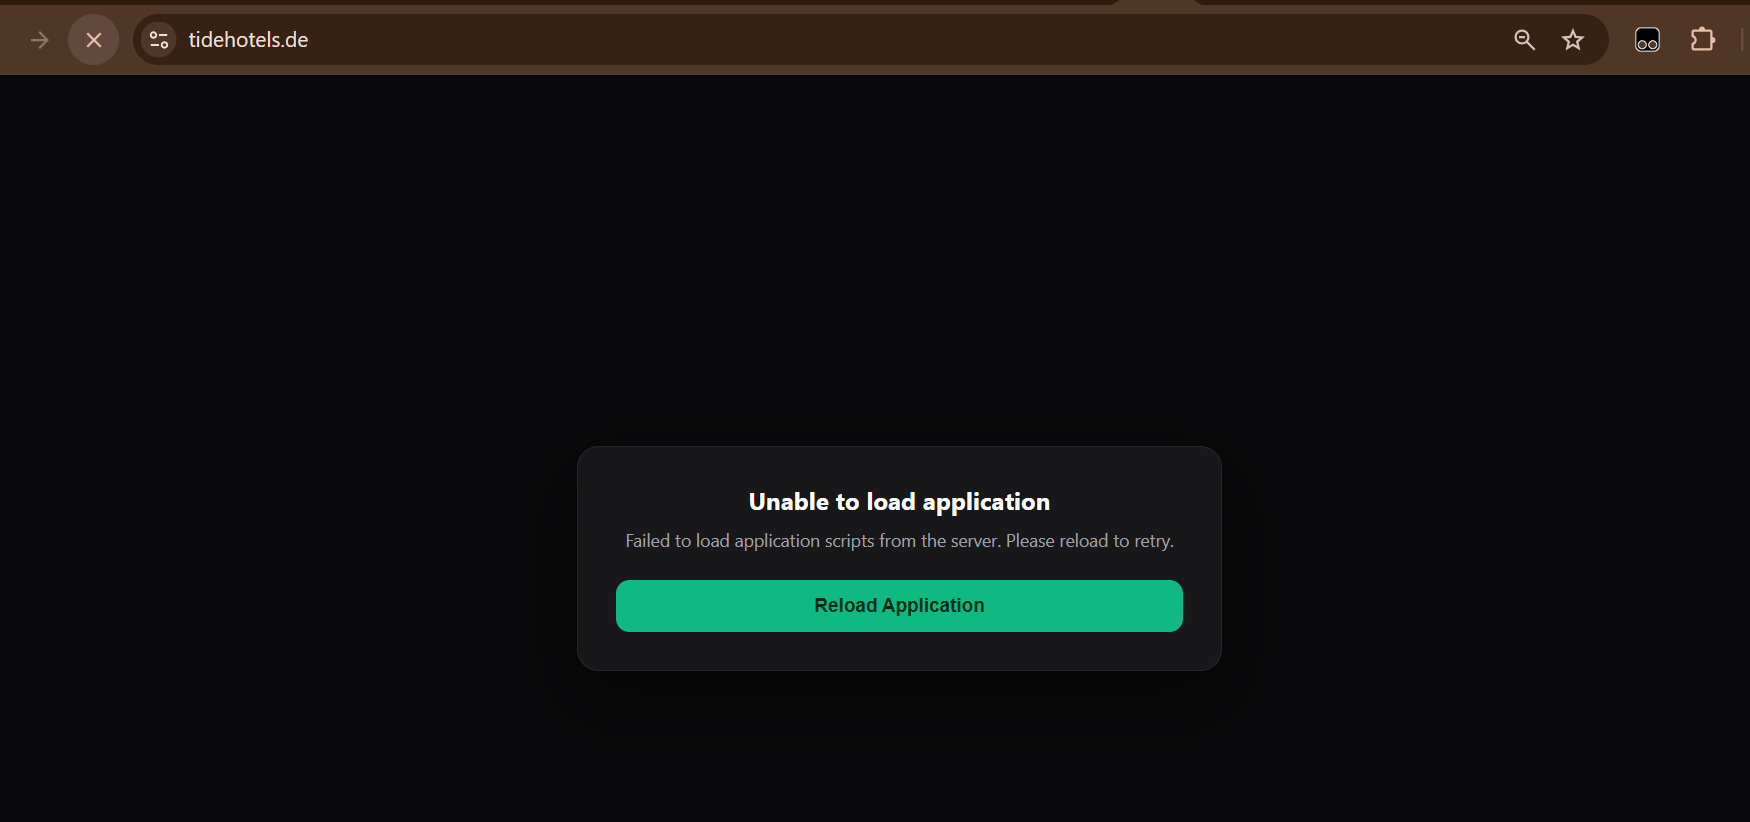 tidehotels.de
Unable to load application
Failed to load application scripts from the server. Please reload to retry.
Reload Application